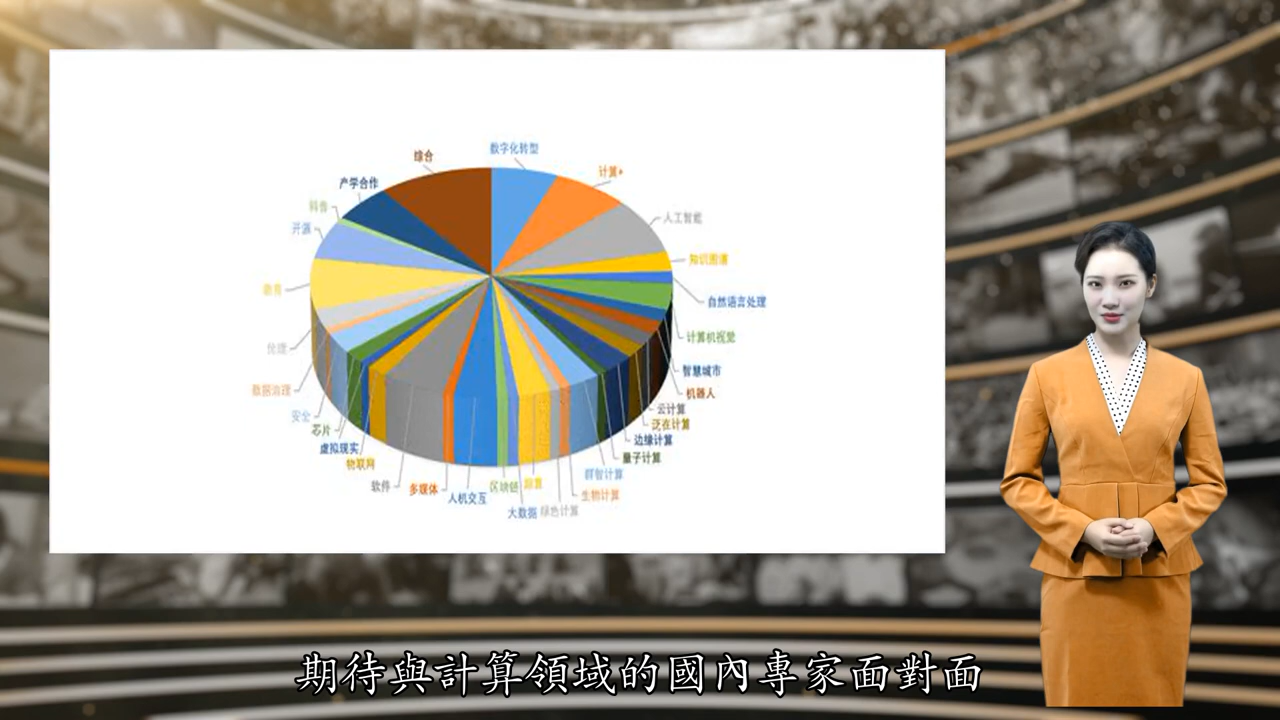 综合
数字化转型
计算+
产学合作
人工智能
科普
开源
知识图谱
教育
自然语言处理
计算机视觉
伦理
智慧城市
数据治理
机器人
安全
云计算
芯片
泛在计算
虚拟现实
边缘计算
物联网
量子计算
群智计算
软件
多媒体
人机交互
区块链
生物计算
大数据
绿色计算
期待與計算領域的國內專家面對面